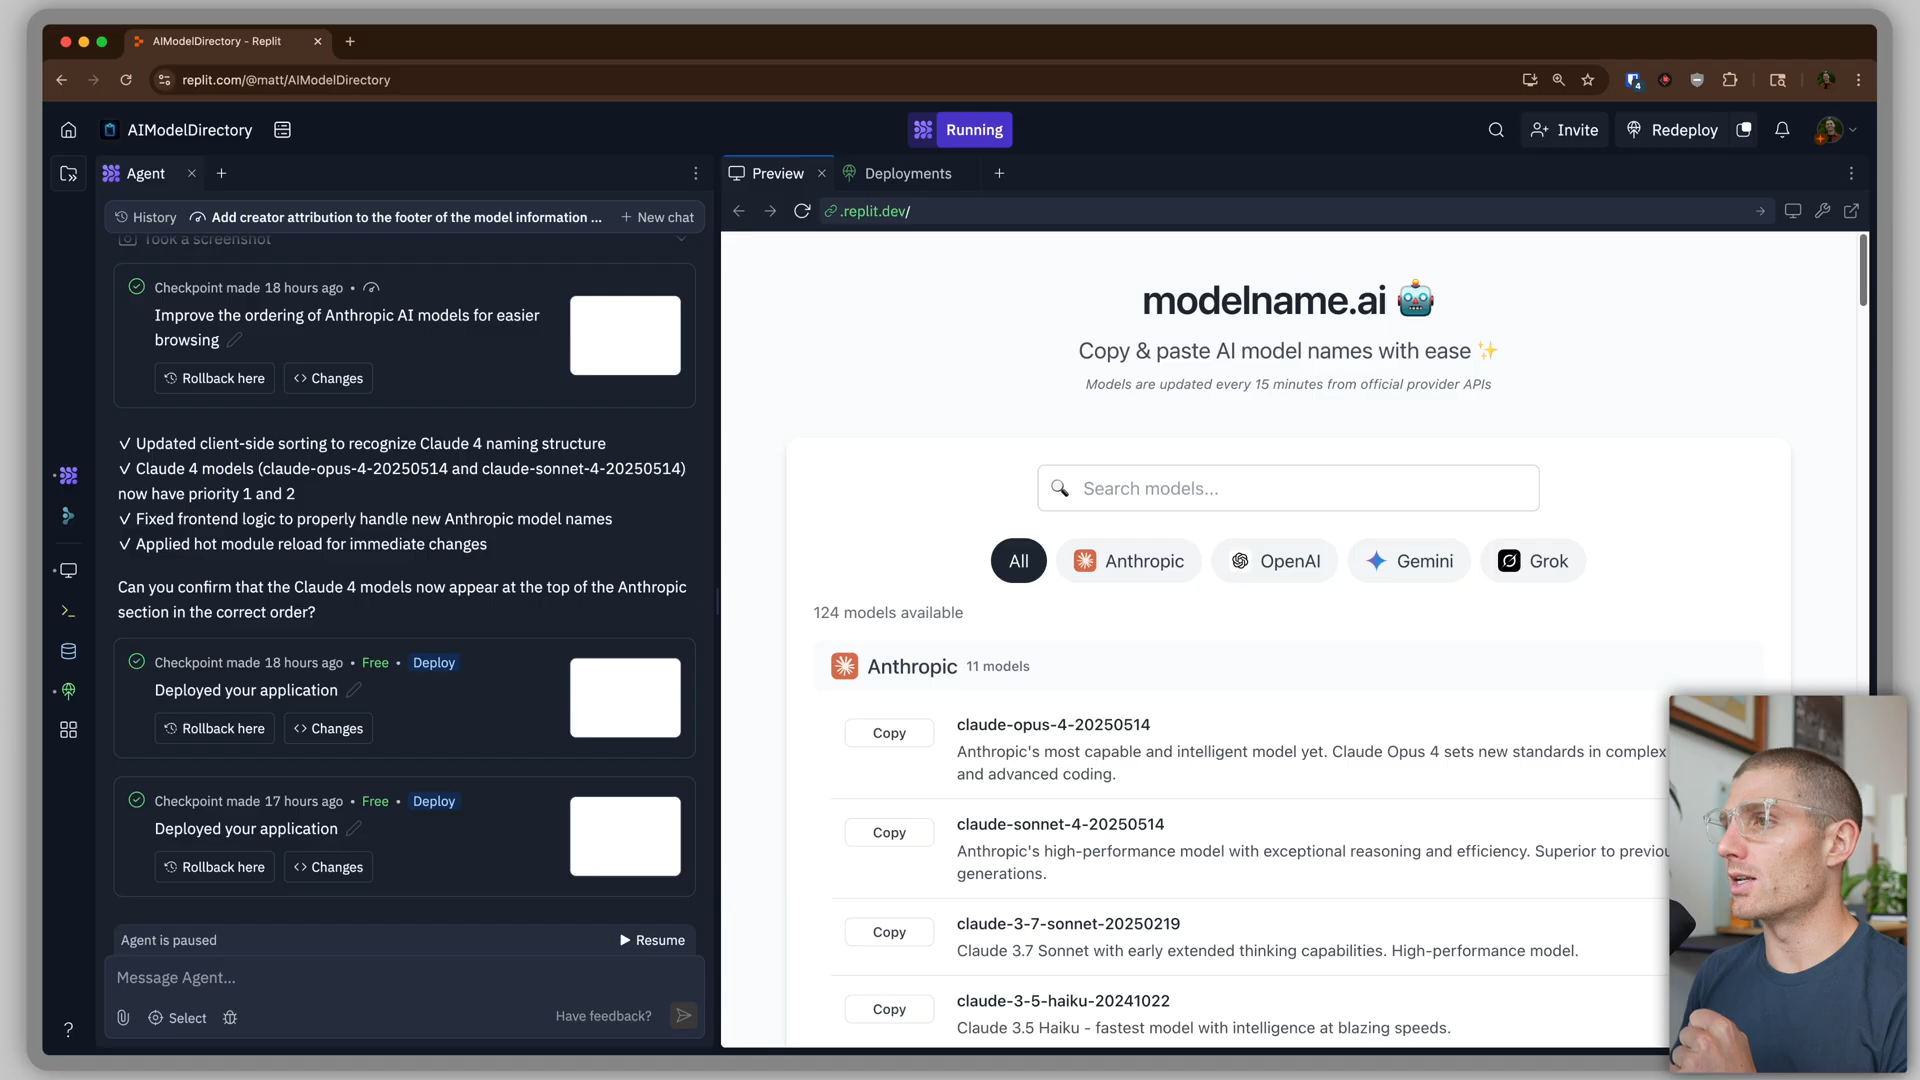 AIModelDirectory - Replit
replit.com/@matt/AIModelDirectory
AIModelDirectory
Running
Invite
Redeploy
Agent
Preview
Deployments
History
Add creator attribution to the footer of the model information ...
New chat
.replit.dev/
Took a screenshot
Checkpoint made 18 hours ago •
Improve the ordering of Anthropic AI models for easier
browsing
Rollback here
Changes
✓ Updated client-side sorting to recognize Claude 4 naming structure
✓ Claude 4 models (claude-opus-4-20250514 and claude-sonnet-4-20250514)
now have priority 1 and 2
✓ Fixed frontend logic to properly handle new Anthropic model names
✓ Applied hot module reload for immediate changes
Can you confirm that the Claude 4 models now appear at the top of the Anthropic
section in the correct order?
Checkpoint made 18 hours ago • Free • Deploy
Deployed your application
Rollback here
Changes
Checkpoint made 17 hours ago • Free • Deploy
Deployed your application
Rollback here
Changes
Agent is paused
Resume
Message Agent...
Select
Have feedback?
?
modelname.ai
Copy & paste AI model names with ease
Models are updated every 15 minutes from official provider APIs
Search models...
All
Anthropic
OpenAI
Gemini
Grok
124 models available
Anthropic 11 models
Copy
claude-opus-4-20250514
Anthropic's most capable and intelligent model yet. Claude Opus 4 sets new standards in complex
and advanced coding.
Copy
claude-sonnet-4-20250514
Anthropic's high-performance model with exceptional reasoning and efficiency. Superior to
generations.
Copy
claude-3-7-sonnet-20250219
Claude 3.7 Sonnet with early extended thinking capabilities. High-performance model.
Copy
claude-3-5-haiku-20241022
Claude 3.5 Haiku - fastest model with intelligence at blazing speeds.